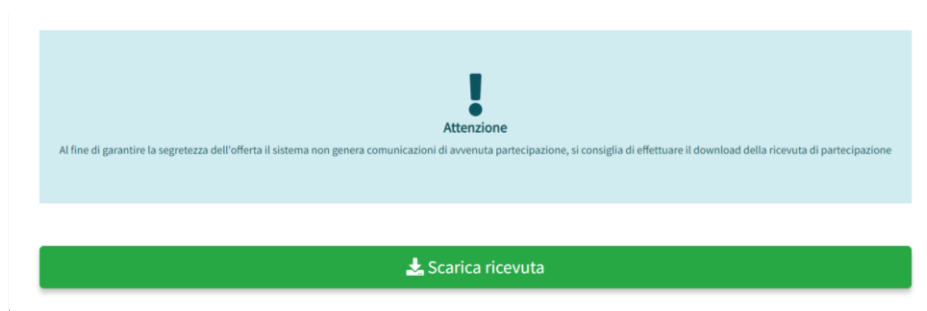 Attenzione
Al fine di garantire la segretezza dell'offerta il sistema non genera comunicazioni di avvenuta partecipazione, si consiglia di effettuare il download della ricevuta di partecipazione
Scarica ricevuta